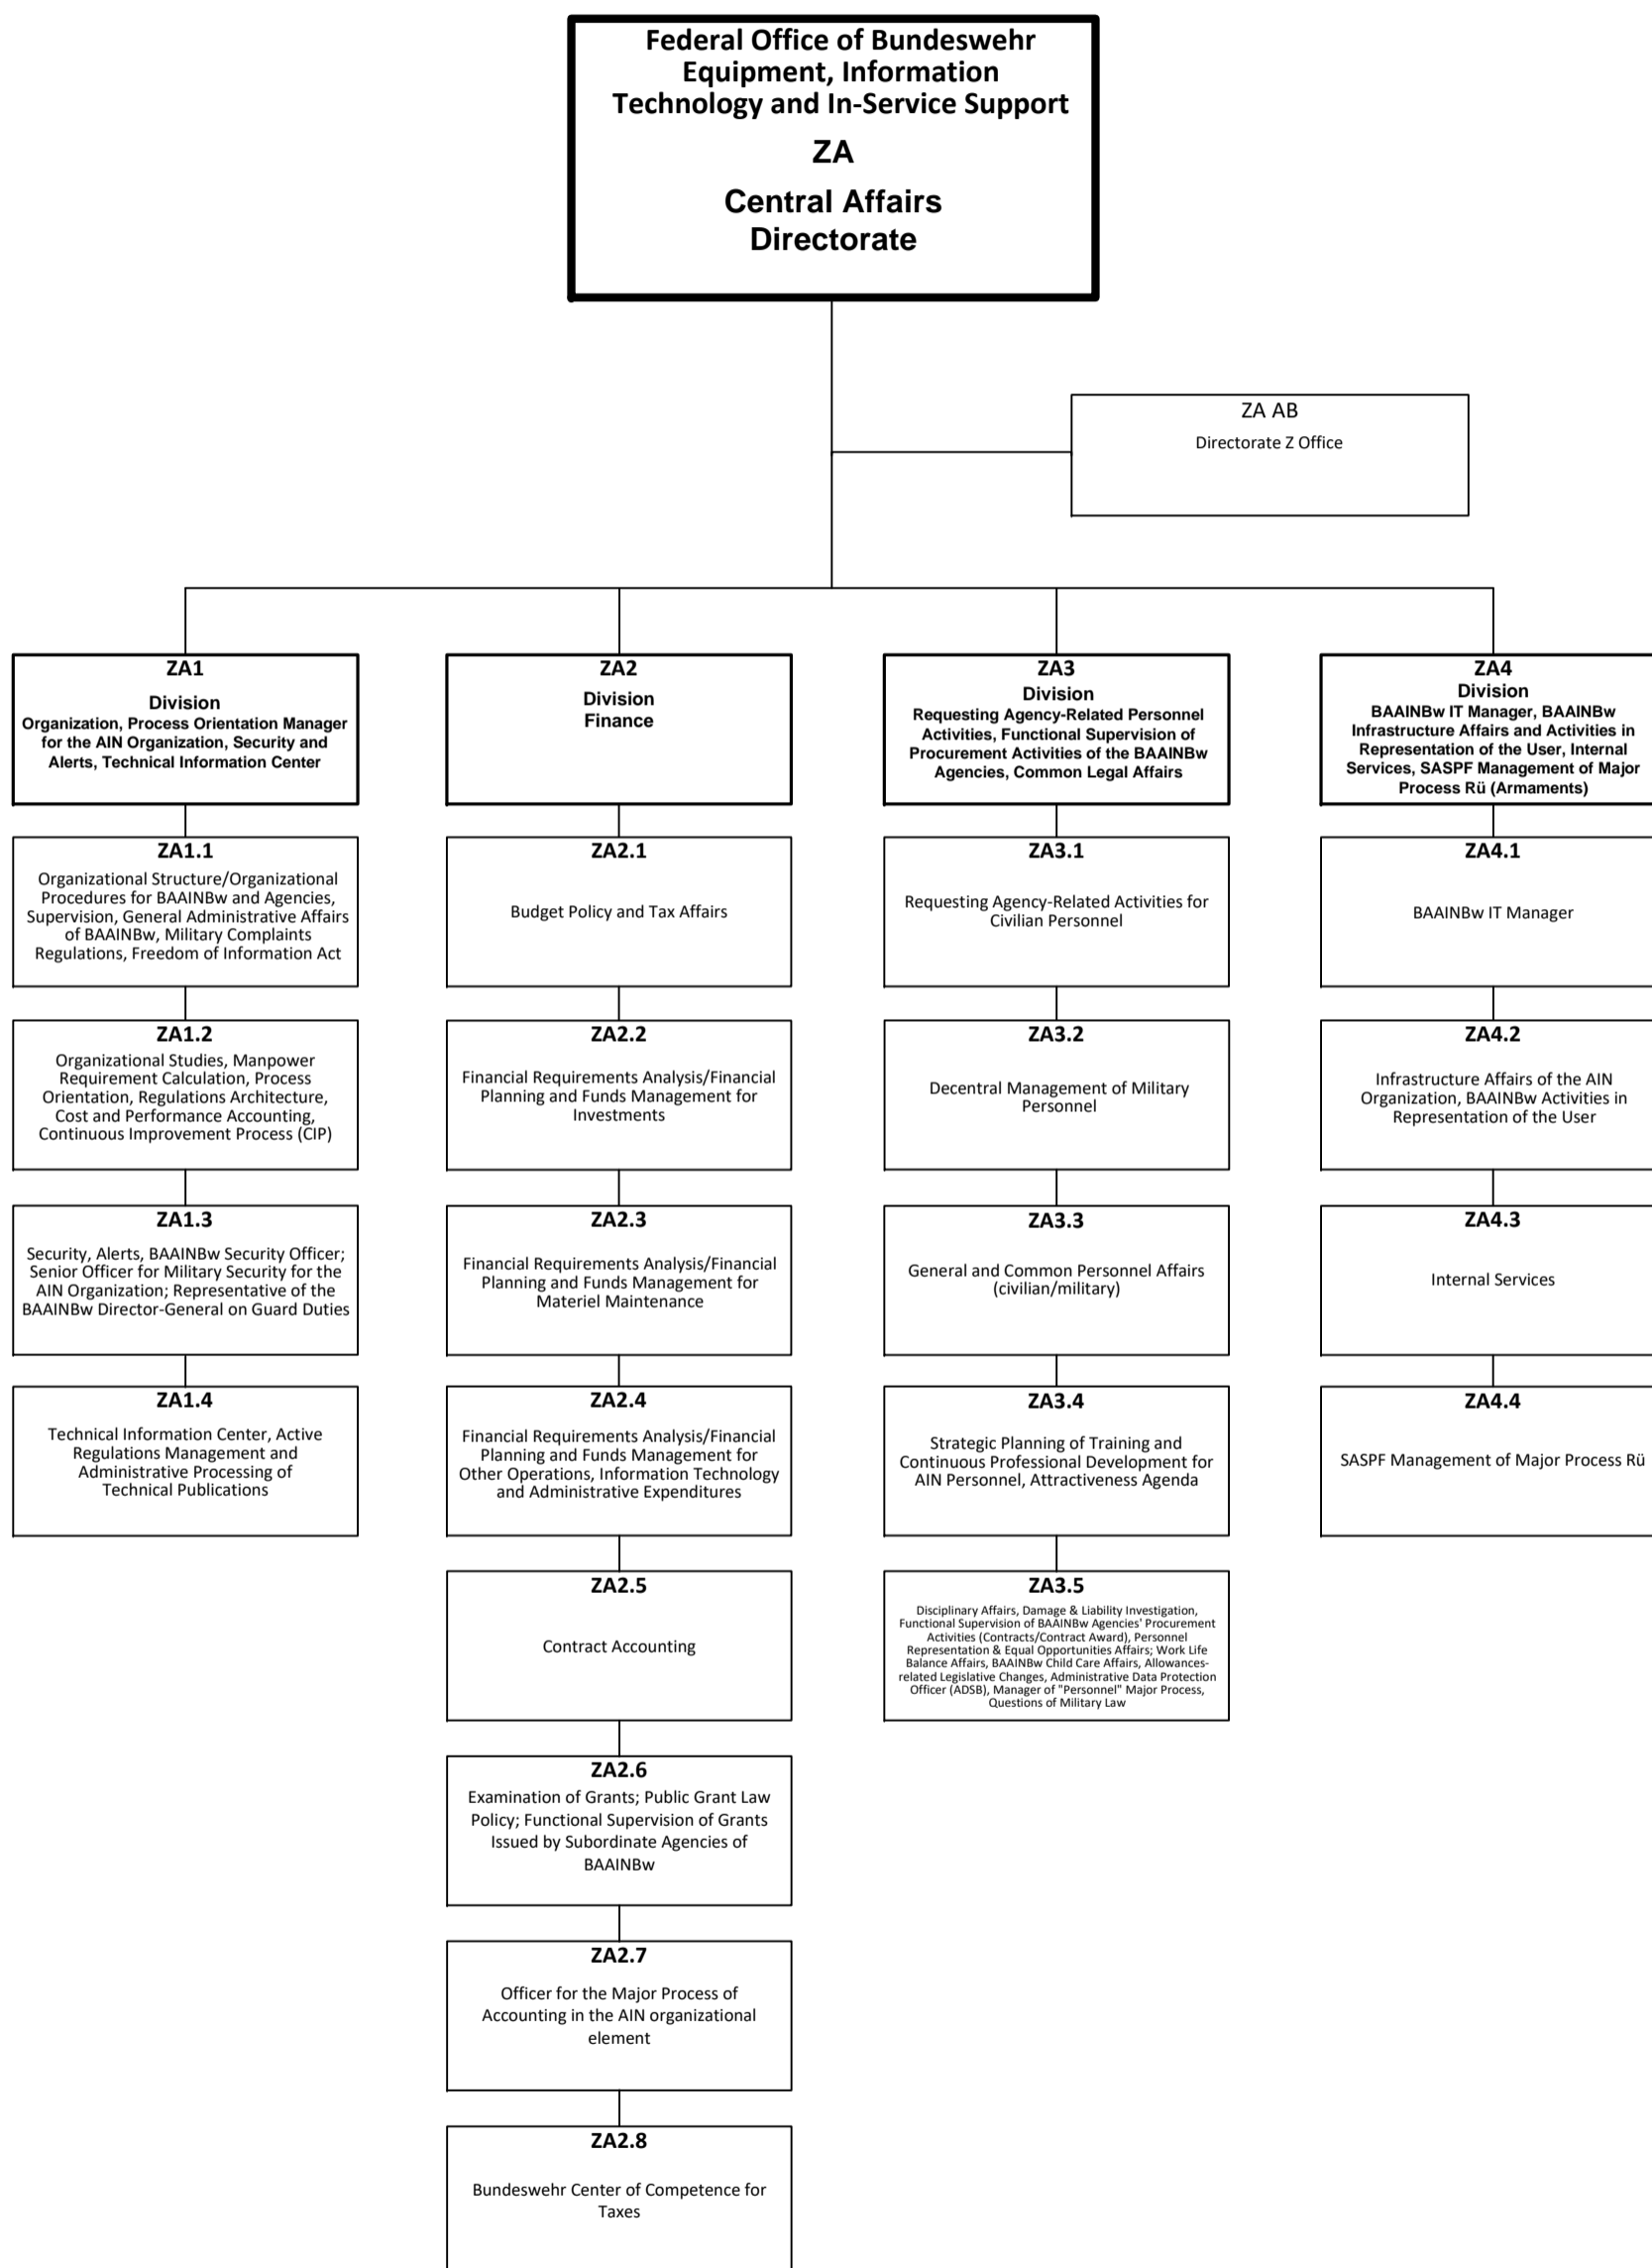 Federal Office of Bundeswehr
Equipment, Information
Technology and In-Service Support
ZA
Central Affairs
Directorate
ZA AB
Directorate Z Office
ZA1
Division
Organization, Process Orientation Manager
for the AIN Organization, Security and
Alerts, Technical Information Center
ZA1.1
Organizational Structure/Organizational
Procedures for BAAINBw and Agencies,
Supervision, General Administrative Affairs
of BAAINBw, Military Complaints
Regulations, Freedom of Information Act
ZA1.2
Organizational Studies, Manpower
Requirement Calculation, Process
Orientation, Regulations Architecture,
Cost and Performance Accounting,
Continuous Improvement Process (CIP)
ZA1.3
Security, Alerts, BAAINBw Security Officer;
Senior Officer for Military Security for the
AIN Organization; Representative of the
BAAINBw Director-General on Guard Duties
ZA1.4
Technical Information Center, Active
Regulations Management and
Administrative Processing of
Technical Publications
ZA2
Division
Finance
ZA2.1
Budget Policy and Tax Affairs
ZA2.2
Financial Requirements Analysis/Financial
Planning and Funds Management for
Investments
ZA2.3
Financial Requirements Analysis/Financial
Planning and Funds Management for
Materiel Maintenance
ZA2.4
Financial Requirements Analysis/Financial
Planning and Funds Management for
Other Operations, Information Technology
and Administrative Expenditures
ZA2.5
Contract Accounting
ZA2.6
Examination of Grants; Public Grant Law
Policy; Functional Supervision of Grants
Issued by Subordinate Agencies of
BAAINBw
ZA2.7
Officer for the Major Process of
Accounting in the AIN organizational
element
ZA2.8
Bundeswehr Center of Competence for
Taxes
ZA3
Division
Requesting Agency-Related Personnel
Activities, Functional Supervision of
Procurement Activities of the BAAINBw
Agencies, Common Legal Affairs
ZA3.1
Requesting Agency-Related Activities for
Civilian Personnel
ZA3.2
Decentral Management of Military
Personnel
ZA3.3
General and Common Personnel Affairs
(civilian/military)
ZA3.4
Strategic Planning of Training and
Continuous Professional Development for
AIN Personnel, Attractiveness Agenda
ZA3.5
Disciplinary Affairs, Damage & Liability Investigation,
Functional Supervision of BAAINBw Agencies' Procurement
Activities (Contracts/Contract Award), Personnel
Representation & Equal Opportunities Affairs; Work Life
Balance Affairs, BAAINBw Child Care Affairs, Allowances-
related Legislative Changes, Administrative Data Protection
Officer (ADSB), Manager of "Personnel" Major Process,
Questions of Military Law
ZA4
Division
BAAINBw IT Manager, BAAINBw
Infrastructure Affairs and Activities in
Representation of the User, Internal
Services, SASPF Management of Major
Process Rü (Armaments)
ZA4.1
BAAINBw IT Manager
ZA4.2
Infrastructure Affairs of the AIN
Organization, BAAINBw Activities in
Representation of the User
ZA4.3
Internal Services
ZA4.4
SASPF Management of Major Process Rü